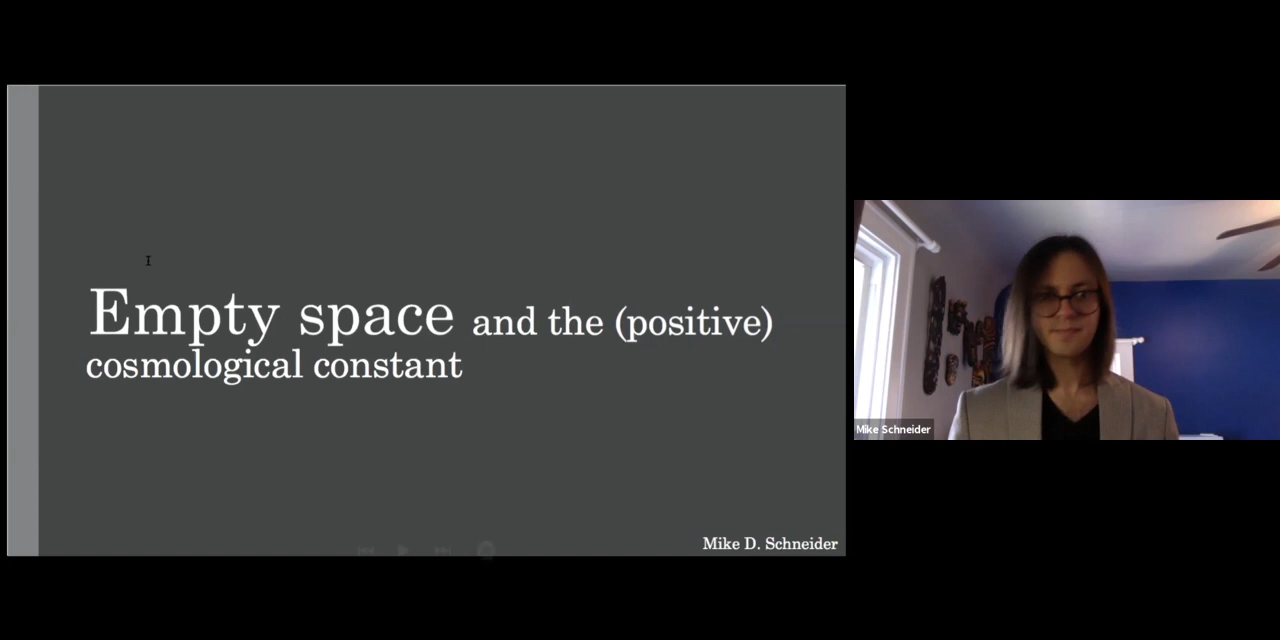 Empty space and the (positive)
cosmological constant
Mike D. Schneider
Mike Schneider